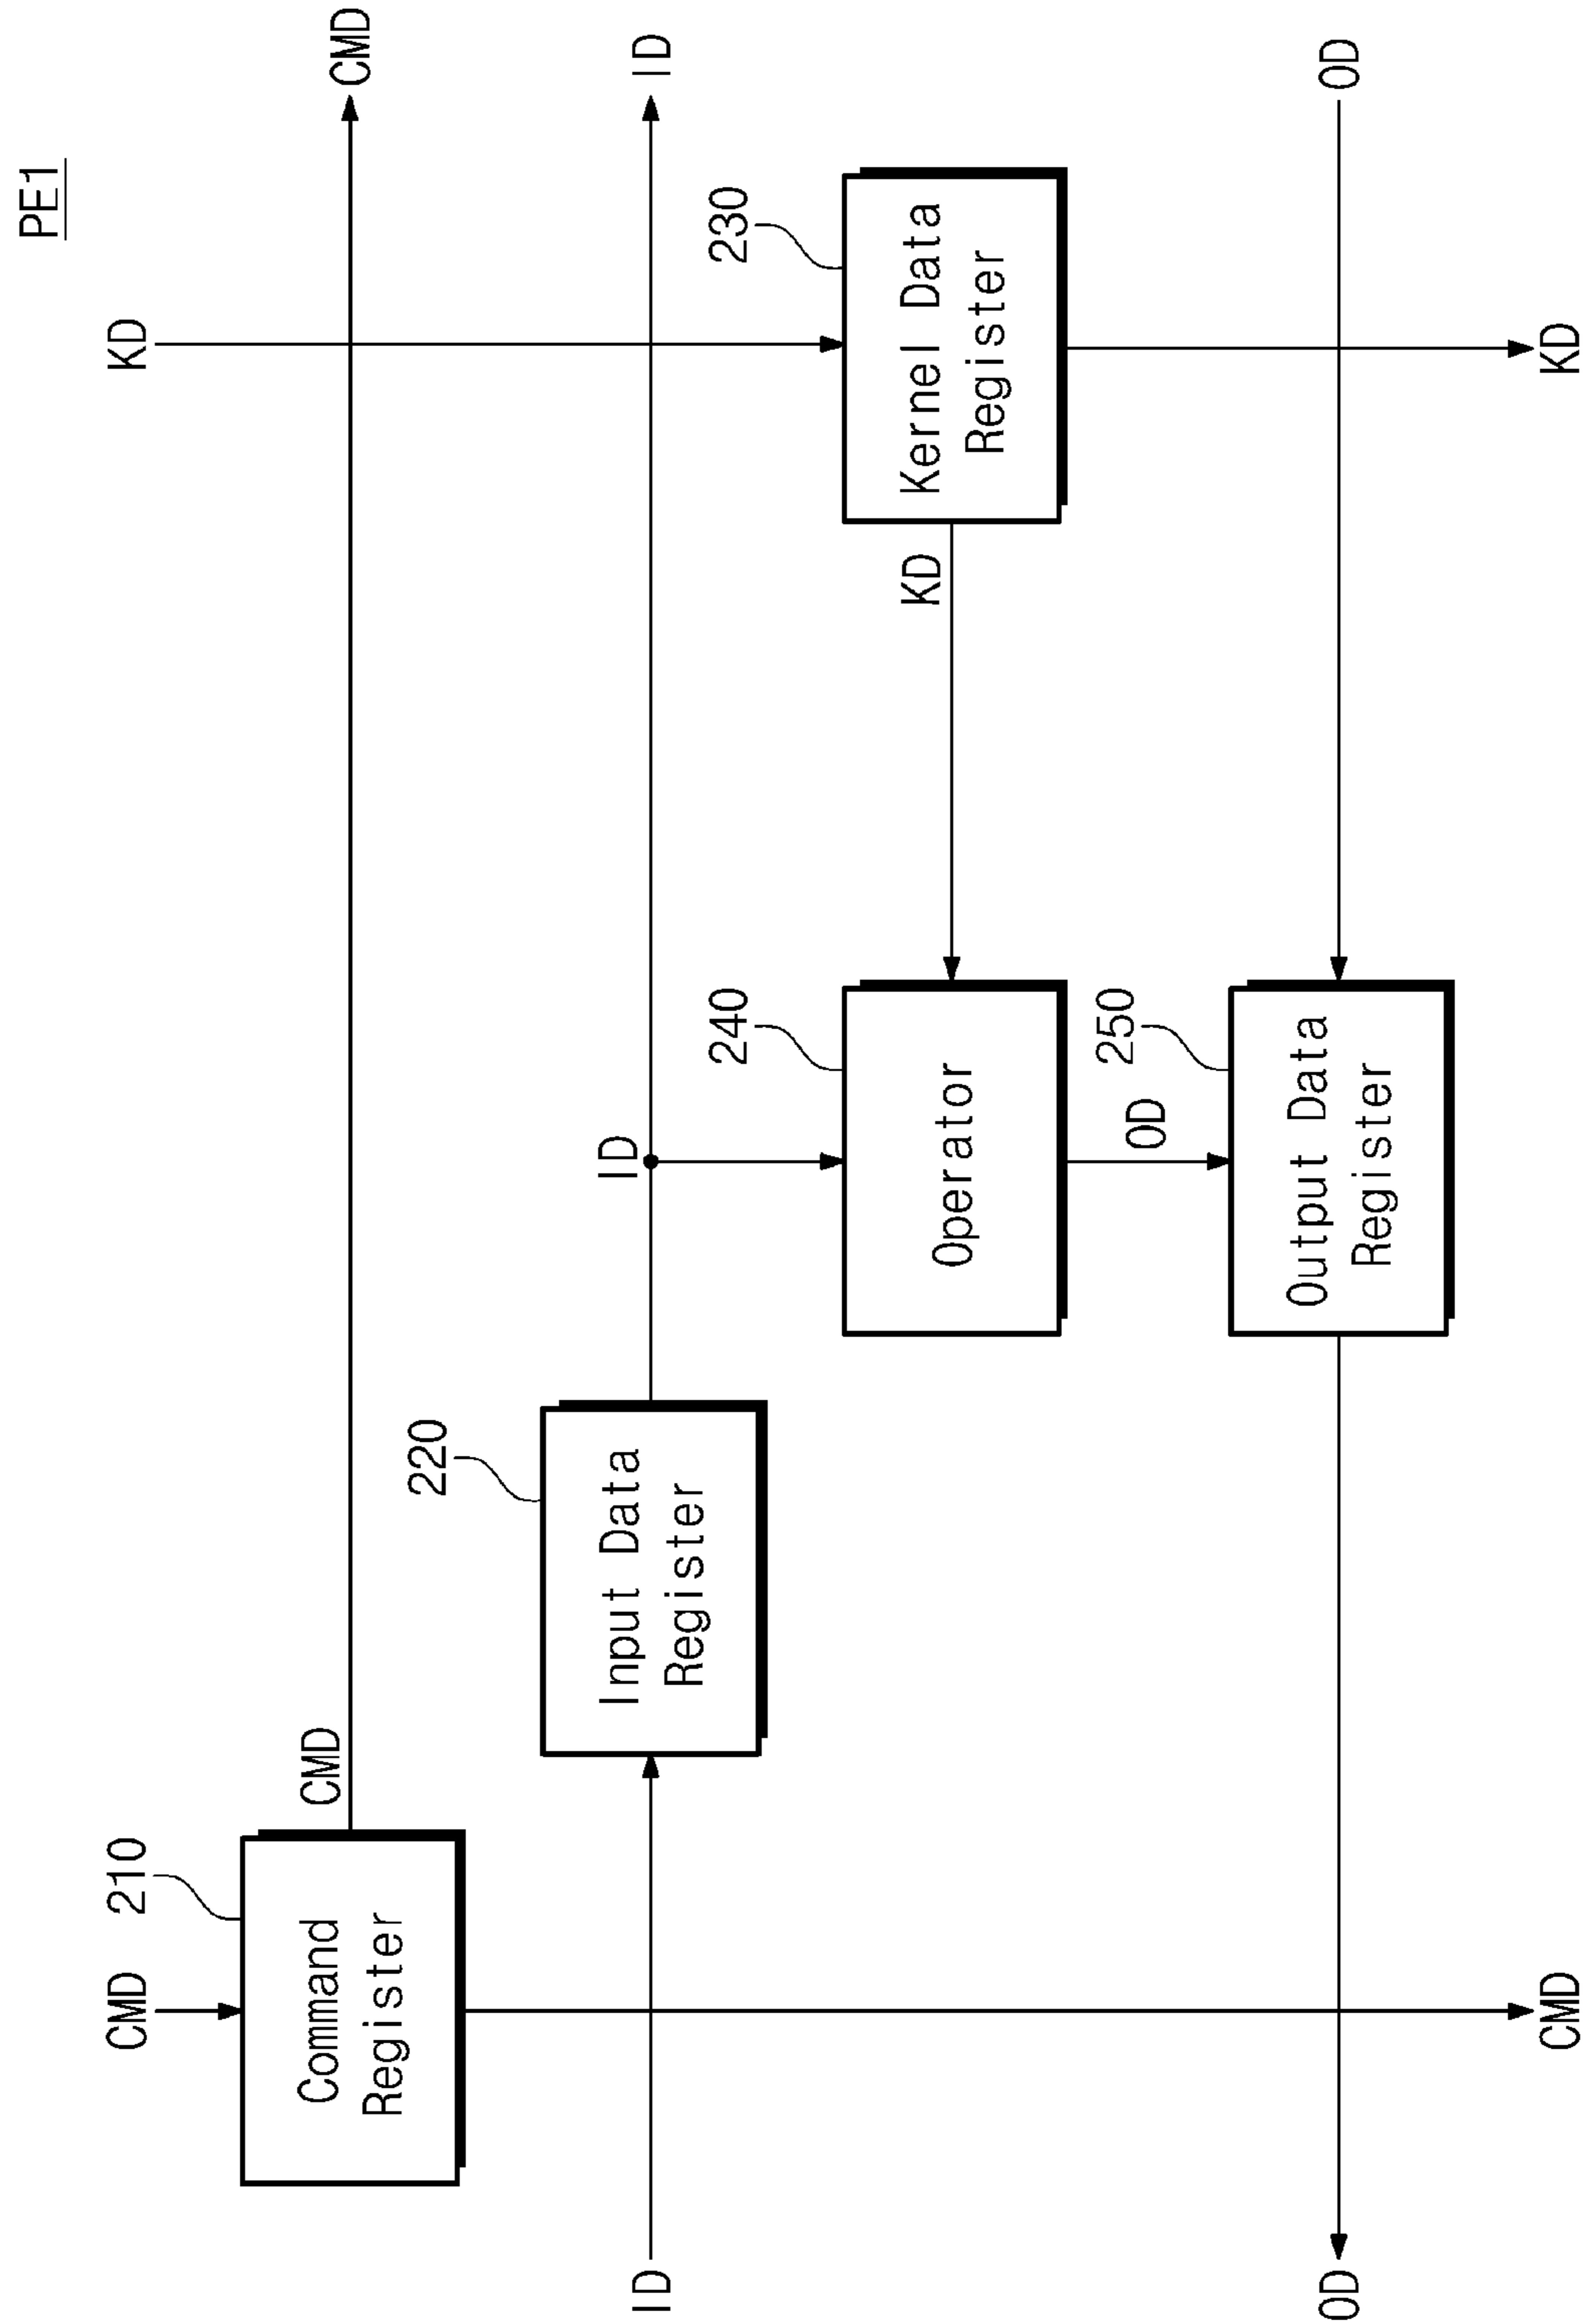 PE1
CMD
210
KD
Command
Register
CMD
CMD
220
ID
Input Data
Register
ID
ID
240
230
Operator
KD
Kernel Data
Register
250
OD
OD
Output Data
Register
OD
CMD
KD